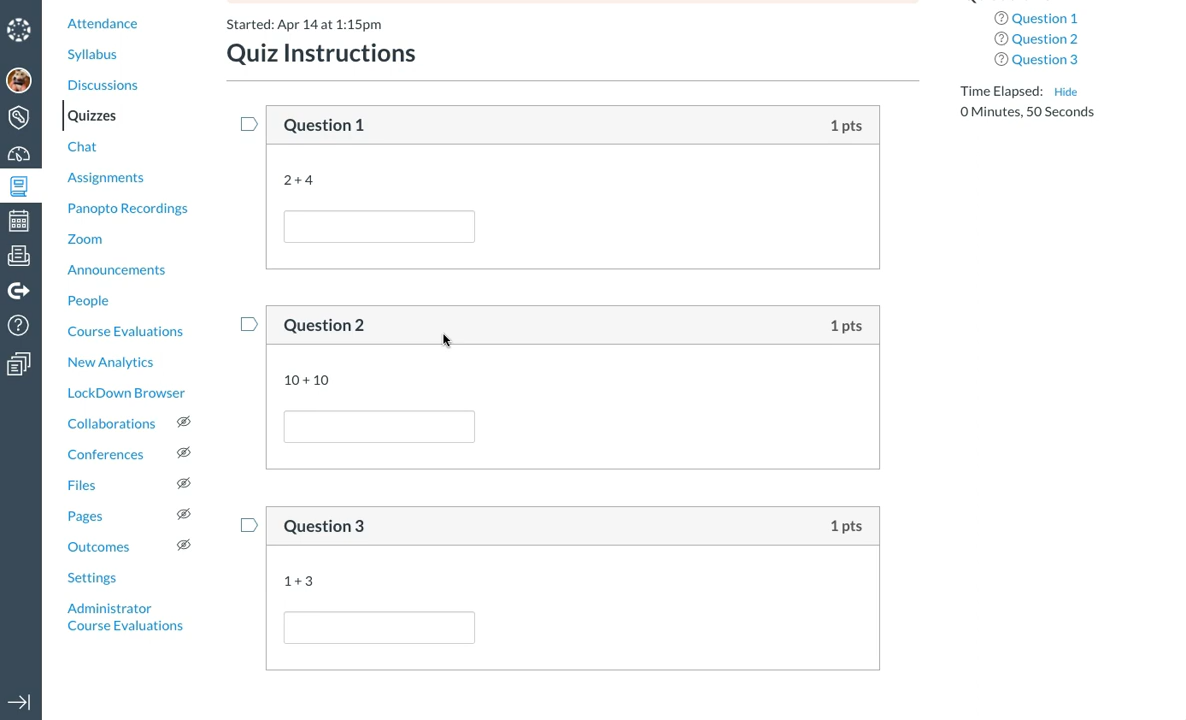 Attendance
Syllabus
Discussions
Quizzes
Chat
Assignments
Panopto Recordings
Zoom
Announcements
People
Course Evaluations
New Analytics
LockDown Browser
Collaborations
Conferences
Files
Pages
Outcomes
Settings
Administrator
Course Evaluations
Started: Apr 14 at 1:15pm
Quiz Instructions
Question 1 1 pts
2 + 4
Question 2 1 pts
10 + 10
Question 3 1 pts
1 + 3
Question 1
Question 2
Question 3
Time Elapsed: Hide
0 Minutes, 50 Seconds